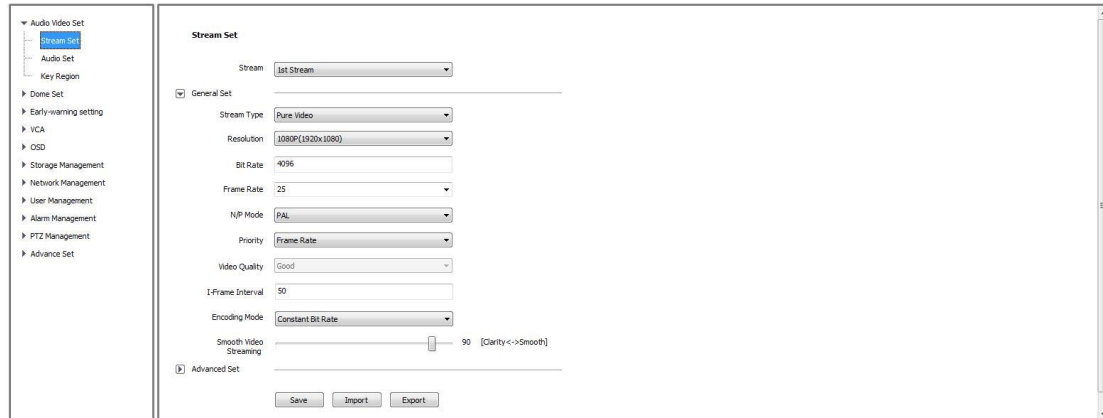 Audio Video Set
Stream Set
Audio Set
Key Region
Dome Set
Early-warning setting
VCA
OSD
Storage Management
Network Management
User Management
Alarm Management
PTZ Management
Advance Set
Stream Set
Stream 1st Stream
General Set
Stream Type Pure Video
Resolution 1080P(1920x1080)
Bit Rate 4096
Frame Rate 25
N/P Mode PAL
Priority Frame Rate
Video Quality Good
I-Frame Interval 50
Encoding Mode Constant Bit Rate
Smooth Video Streaming 90 [Clarity<->Smooth]
Advanced Set
Save Import Export